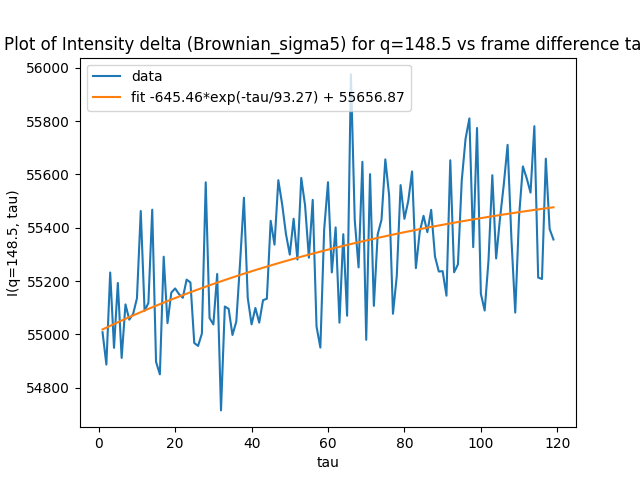 Plot of Intensity delta (Brownian_sigma5) for q=148.5 vs frame difference ta
data
fit -645.46*exp(-tau/93.27) + 55656.87
I(q=148.5, tau)
56000
55800
55600
55400
55200
55000
54800
0 20 40 60 80 100 120
tau